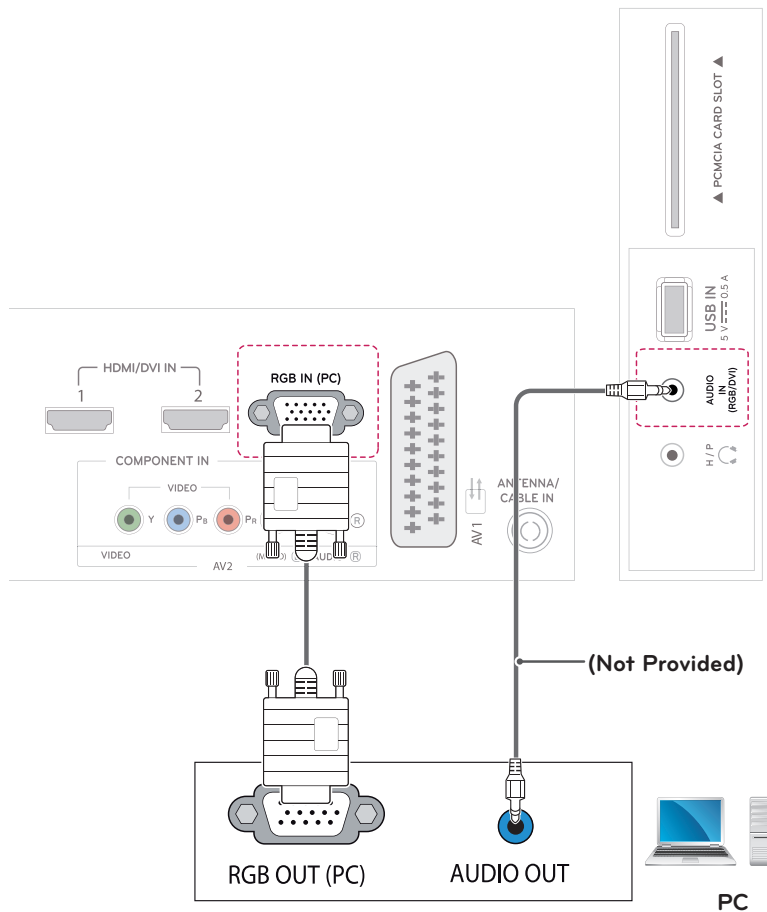 ▲ PCMCIA CARD SLOT ▲
USB IN
5 V 0.5 A
HDMI/DVI IN
1
2
RGB IN (PC)
AUDIO
IN
(RGB/DVI)
H / P
COMPONENT IN
VIDEO
Y
PB
PR
R
ANTENNA/
CABLE IN
AV1
VIDEO
R
AV2
(Not Provided)
RGB OUT (PC)
AUDIO OUT
PC